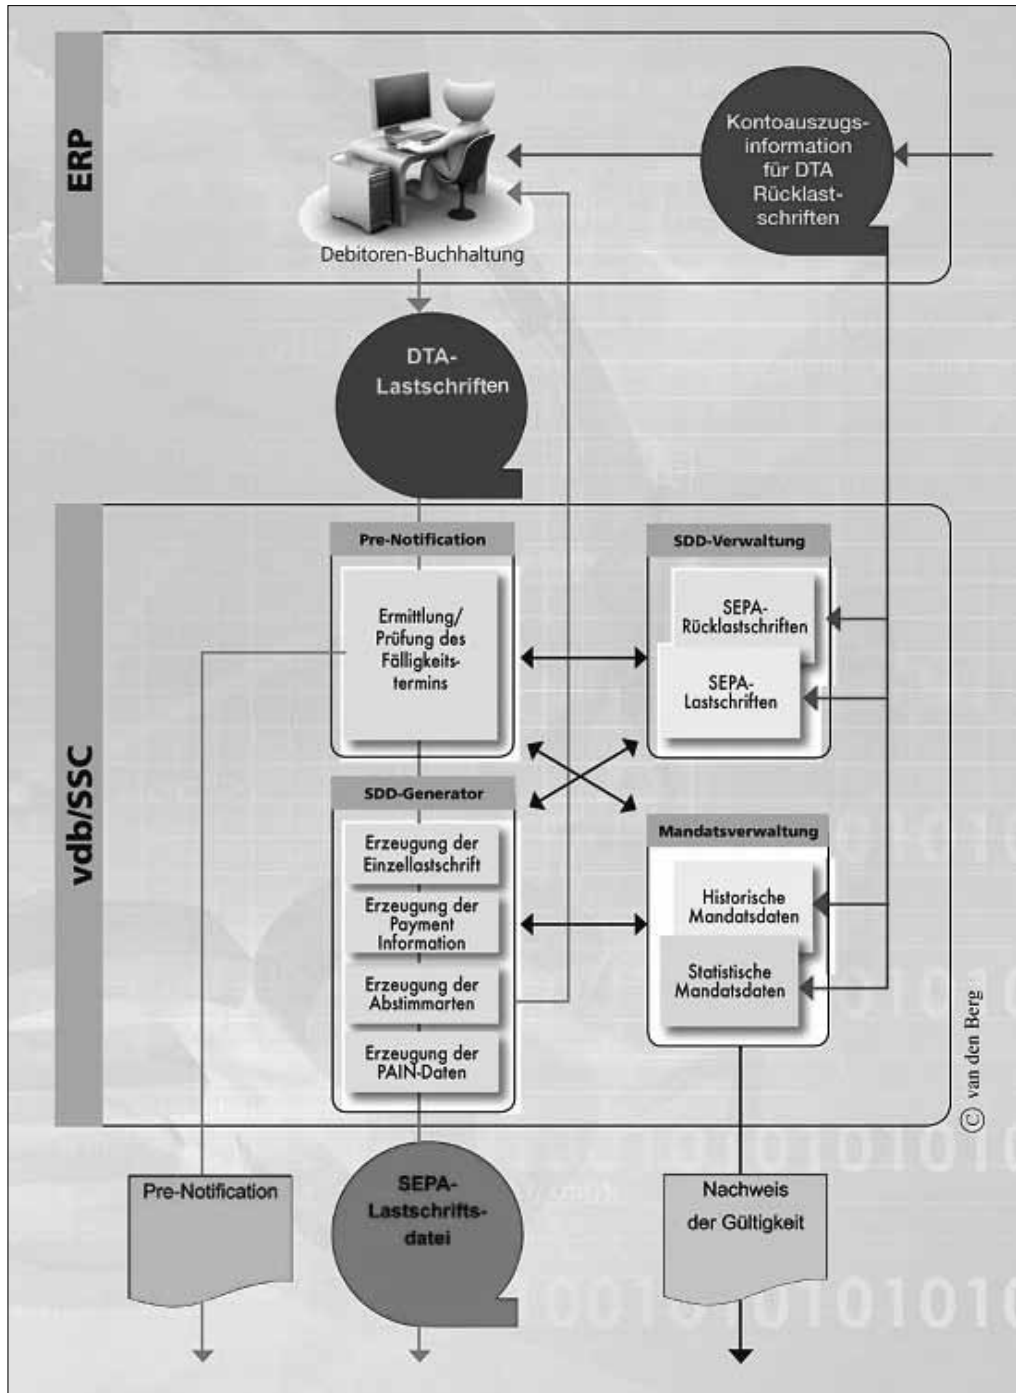 ERP
Kontoauszugs-
information
für DTA
Rücklast-
schriften
Debitoren-Buchhaltung
DTA-
Lastschriften
vdb/SSC
Pre-Notification
Ermittlung/
Prüfung des
Fälligkeits-
termins
SDD-Verwaltung
SEPA-
Rücklastschriften
SEPA-
Lastschriften
SDD-Generator
Erzeugung der
Einzellastschrift
Erzeugung der
Payment
Information
Erzeugung der
Abstimmarten
Erzeugung der
PAIN-Daten
Mandatsverwaltung
Historische
Mandatsdaten
Statistische
Mandatsdaten
© van den Berg
Pre-Notification
SEPA-
Lastschrifts-
datei
Nachweis
der Gültigkeit